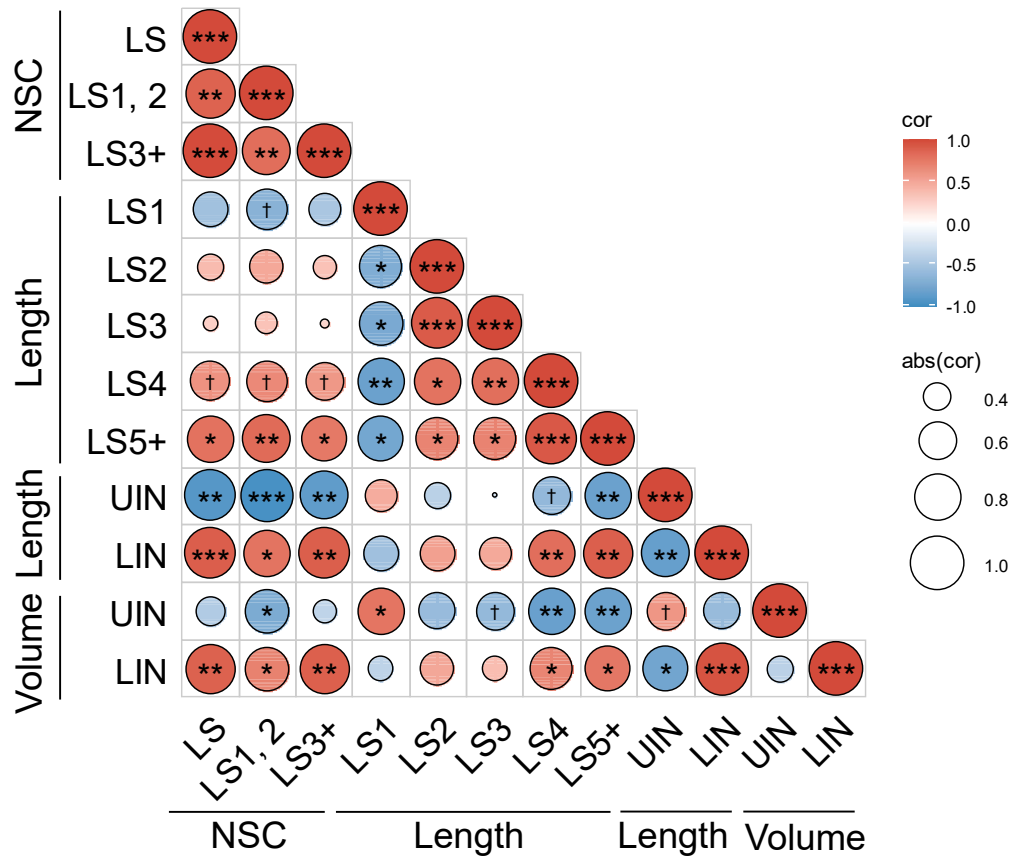 NSC
LS ***
LS1, 2 ** ***
LS3+ *** ** ***
Length
LS1 † ***
LS2 * ***
LS3 * *** ***
LS4 † † † ** * ** ***
LS5+ * ** * * * * *** ***
Length
UIN ** *** ** † ** ***
LIN *** * ** ** ** ** ***
Volume
UIN * * † ** ** † ***
LIN ** * ** * * * *** ***
LS LS1, 2 LS3+ LS1 LS2 LS3 LS4 LS5+ UIN LIN UIN LIN
NSC Length Length Volume
cor
1.0
0.5
0.0
-0.5
-1.0
abs(cor)
0.4
0.6
0.8
1.0